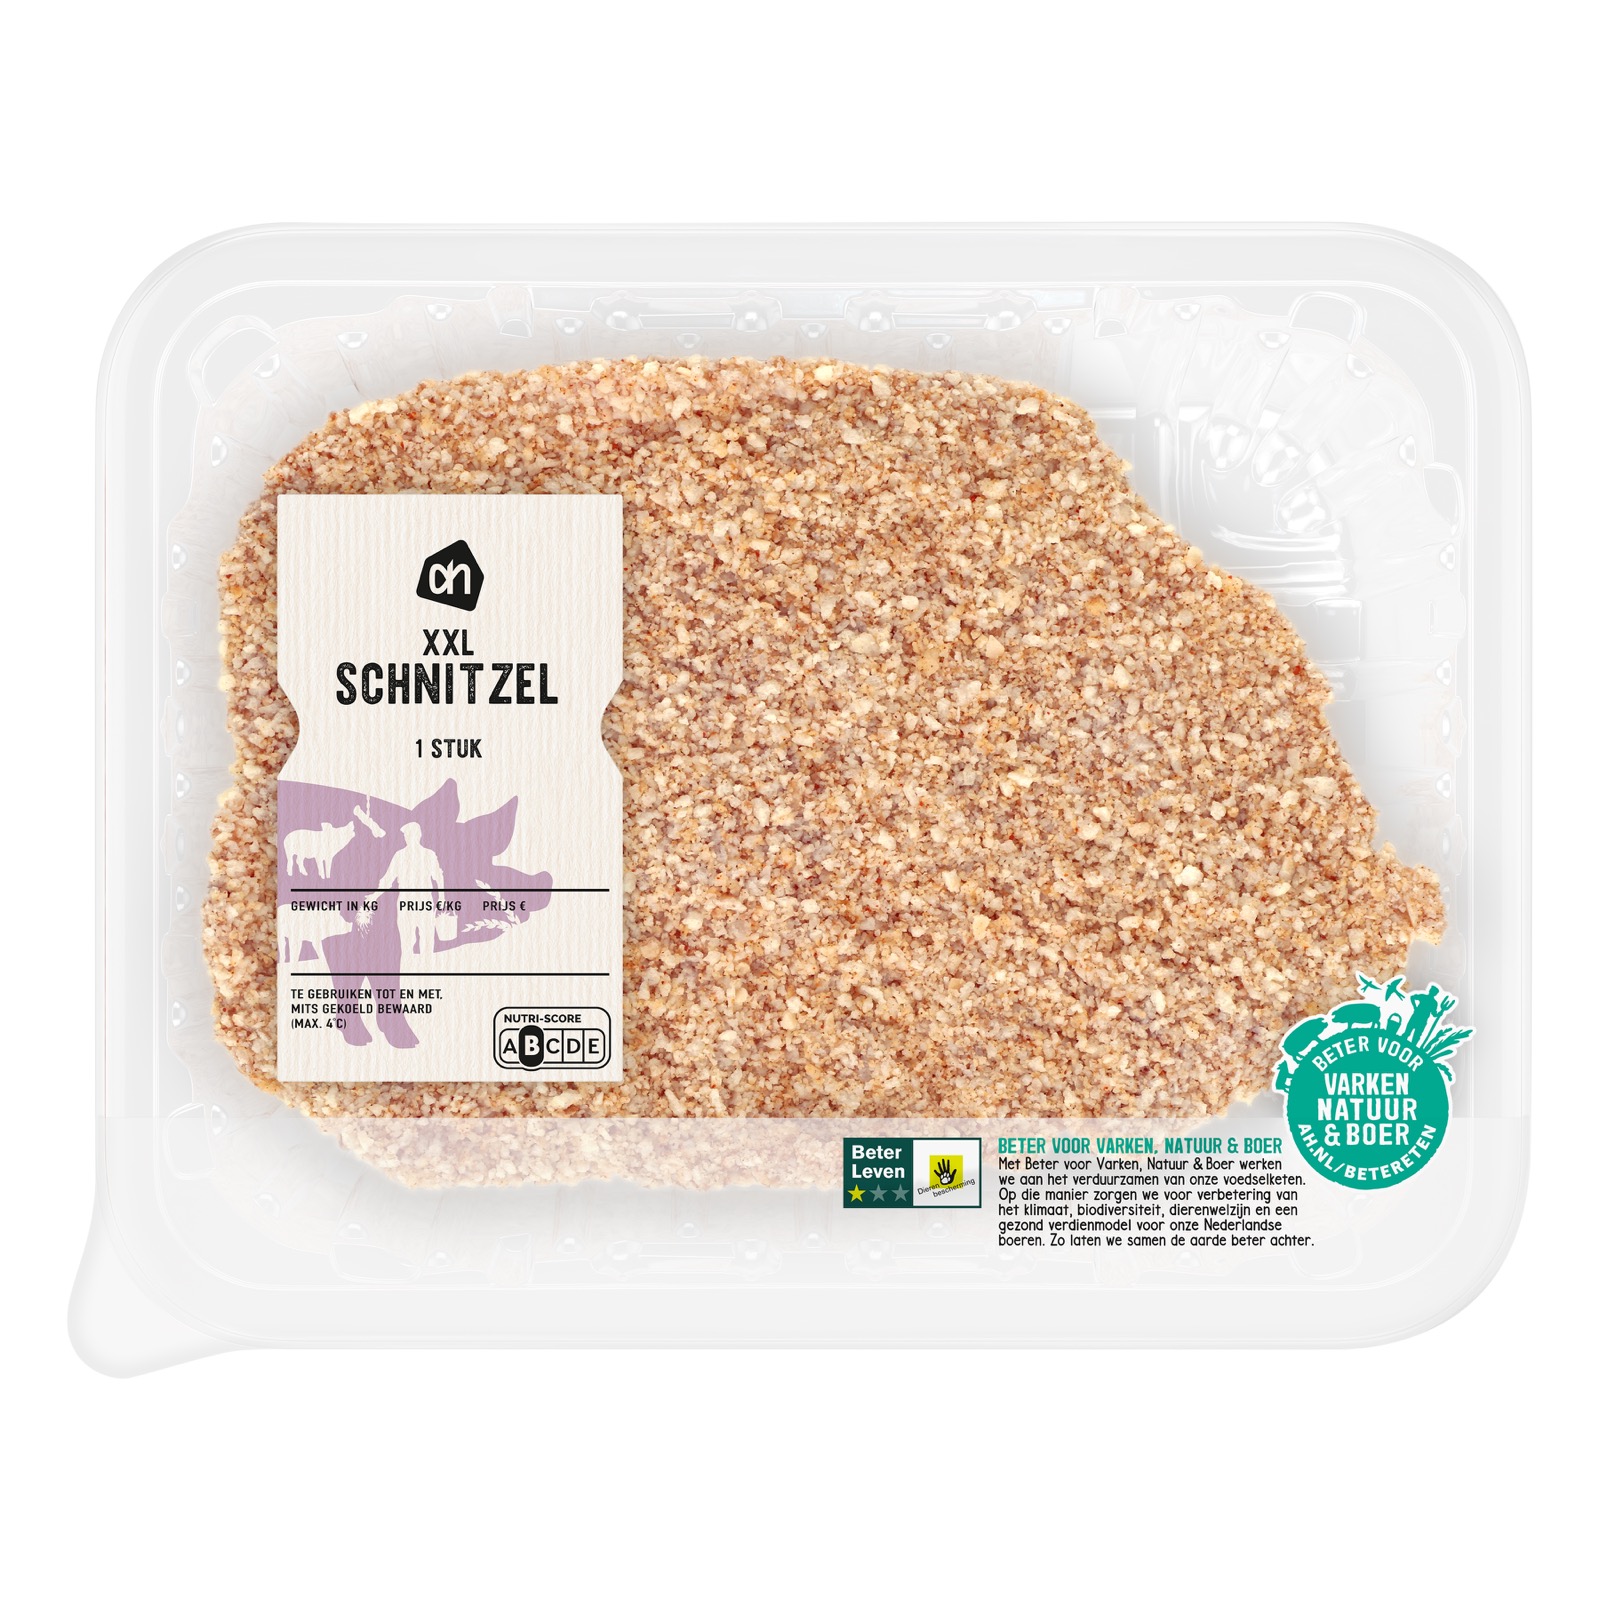 ah
XXL
SCHNITZEL
1 STUK
GEWICHT IN KG PRIJS €/KG PRIJS €
TE GEBRUIKEN TOT EN MET,
MITS GEKOELD BEWAARD
(MAX. 4°C)
NUTRI-SCORE
A B C D E
Beter
Leven
Dieren
bescherming
BETER VOOR VARKEN, NATUUR & BOER
Met Beter voor Varken, Natuur & Boer werken
we aan het verduurzamen van onze voedselketen.
Op die manier zorgen we voor verbetering van
het klimaat, biodiversiteit, dierenwelzijn en een
gezond verdienmodel voor onze Nederlandse
boeren. Zo laten we samen de aarde beter achter.
BETER VOOR
VARKEN
NATUUR
& BOER
AH.NL/BETERETEN